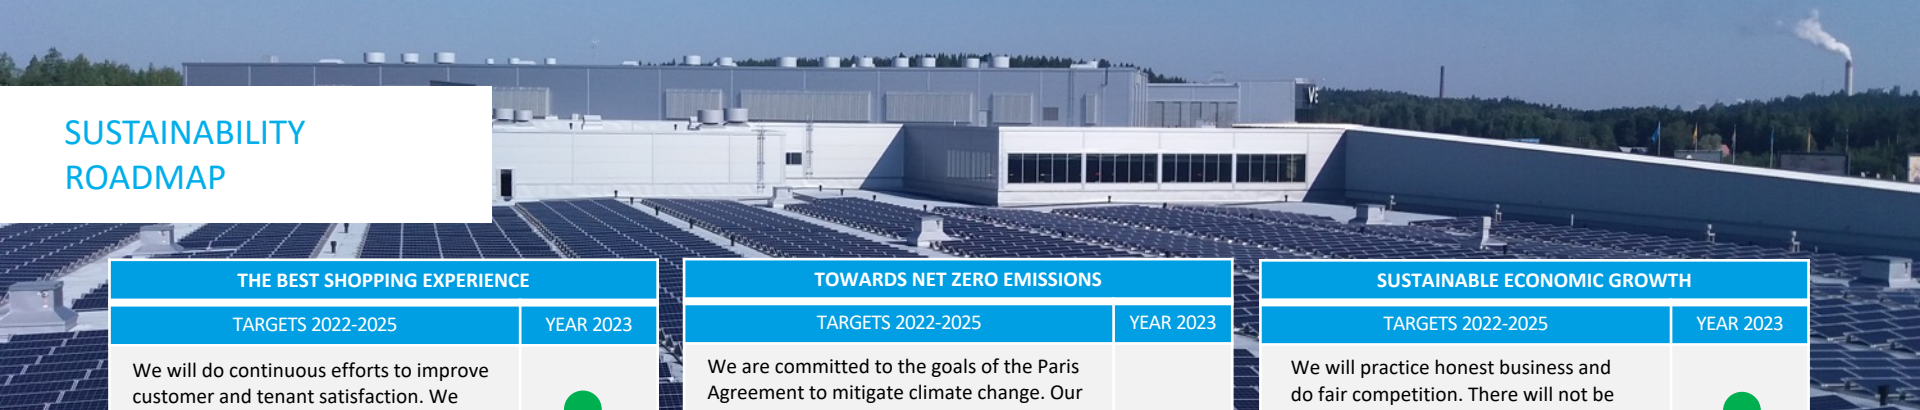 SUSTAINABILITY
ROADMAP
THE BEST SHOPPING EXPERIENCE
TARGETS 2022-2025 YEAR 2023
We will do continuous efforts to improve
customer and tenant satisfaction. We
TOWARDS NET ZERO EMISSIONS
TARGETS 2022-2025 YEAR 2023
We are committed to the goals of the Paris
Agreement to mitigate climate change. Our
SUSTAINABLE ECONOMIC GROWTH
TARGETS 2022-2025 YEAR 2023
We will practice honest business and
do fair competition. There will not be